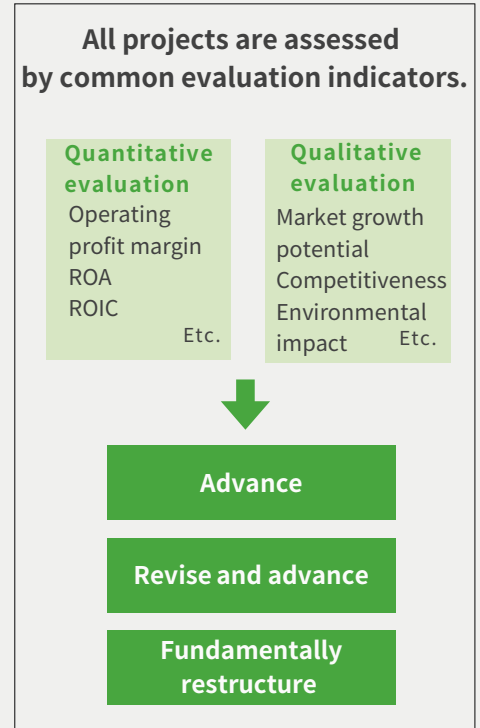 All projects are assessed
by common evaluation indicators.
Quantitative
evaluation
Operating
profit margin
ROA
ROIC
Etc.
Qualitative
evaluation
Market growth
potential
Competitiveness
Environmental
impact Etc.
Advance
Revise and advance
Fundamentally
restructure